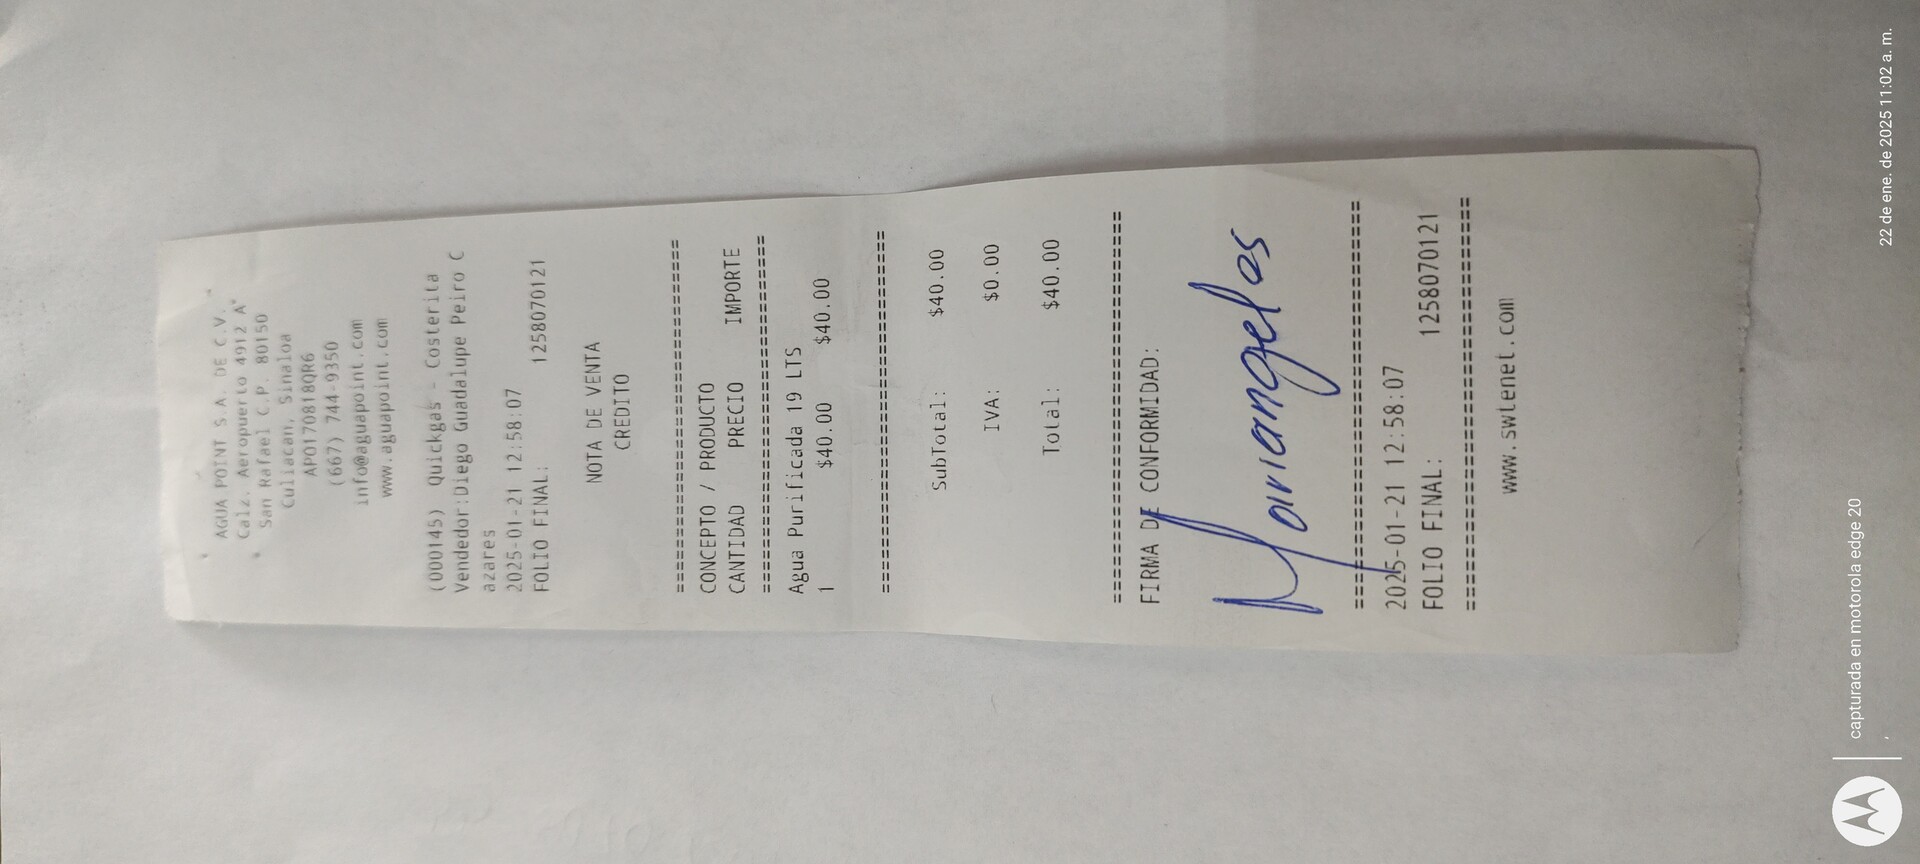 AGUA POINT S.A. DE C.V.
Calz. Aeropuerto 4912 A
San Rafael C.P. 80150
Culiacan, Sinaloa
APO170818QR6
(667) 744-9350
info@aguapoint.com
www.aguapoint.com
(000145) Quickgas - Costerita
Vendedor:Diego Guadalupe Peiro C
azares
2025-01-21 12:58:07
FOLIO FINAL: 1258070121
NOTA DE VENTA
CREDITO
================================
CONCEPTO / PRODUCTO
CANTIDAD PRECIO IMPORTE
================================
Agua Purificada 19 LTS
1 $40.00 $40.00
================================
SubTotal: $40.00
IVA: $0.00
Total: $40.00
================================
FIRMA DE CONFORMIDAD:
Mariangeles
================================
2025-01-21 12:58:07
FOLIO FINAL: 1258070121
================================
www.swtenet.com
capturada en motorola edge 20
22 de ene. de 2025 11:02 a. m.